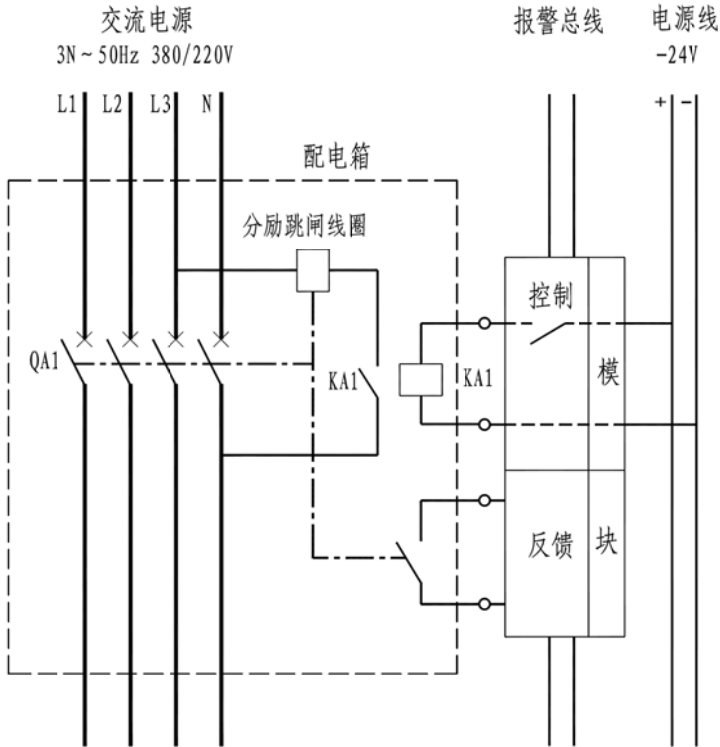 交流电源
3N～50Hz 380/220V
L1 L2 L3 N
报警总线
电源线
−24V
+ −
配电箱
分励跳闸线圈
QA1
KA1
KA1
控制
模
反馈
块